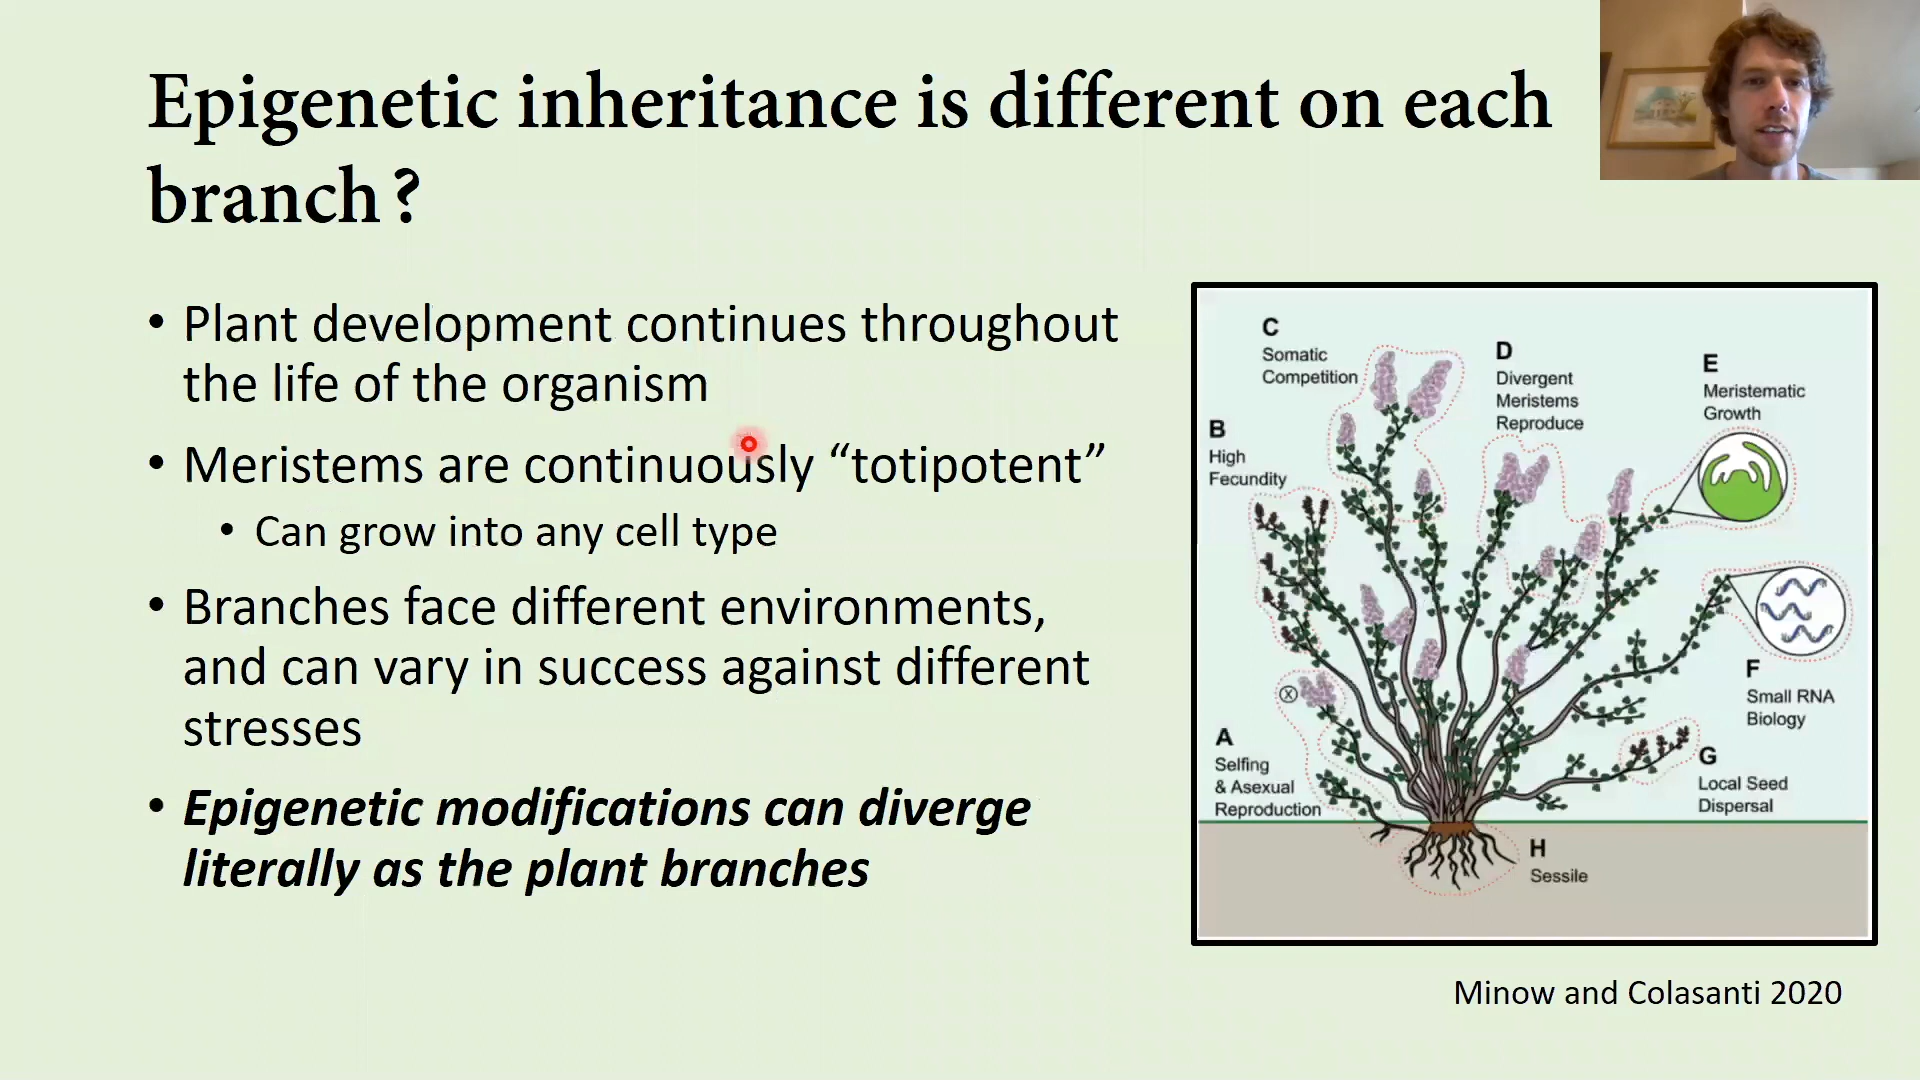 Epigenetic inheritance is different on each
branch?
• Plant development continues throughout
the life of the organism
• Meristems are continuously “totipotent”
• Can grow into any cell type
• Branches face different environments,
and can vary in success against different
stresses
• Epigenetic modifications can diverge
literally as the plant branches
C
Somatic
Competition
D
Divergent
Meristems
Reproduce
E
Meristematic
Growth
B
High
Fecundity
X
F
Small RNA
Biology
A
Selfing
& Asexual
Reproduction
G
Local Seed
Dispersal
H
Sessile
Minow and Colasanti 2020